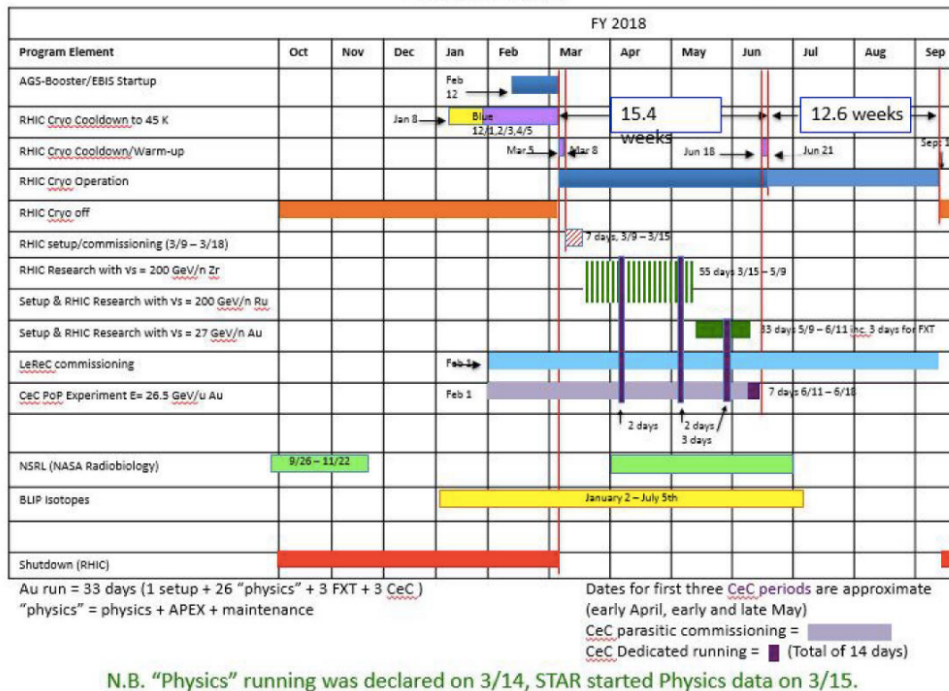 FY 2018
Program Element Oct Nov Dec Jan Feb Mar Apr May Jun Jul Aug Sep
AGS-Booster/EBIS Startup Feb 12
RHIC Cryo Cooldown to 45 K Jan 8 Blue 12/1,2/3,4/5 15.4 weeks 12.6 weeks
RHIC Cryo Cooldown/Warm-up Mar 5 Mar 8 Jun 18 Jun 21 Sept 1
RHIC Cryo Operation
RHIC Cryo off
RHIC setup/commissioning (3/9 – 3/18) 7 days, 3/9 – 3/15
RHIC Research with √s = 200 GeV/n Zr 55 days 3/15 – 5/9
Setup & RHIC Research with √s = 200 GeV/n Ru
Setup & RHIC Research with √s = 27 GeV/n Au 33 days 5/9 – 6/11 inc. 3 days for FXT
LeReC commissioning Feb 1
CeC PoP Experiment E= 26.5 GeV/u Au Feb 1 7 days 6/11 – 6/18
2 days 2 days
3 days
NSRL (NASA Radiobiology) 9/26 – 11/22
BLIP Isotopes January 2 – July 5th
Shutdown (RHIC)
Au run = 33 days (1 setup + 26 "physics" + 3 FXT + 3 CeC )
"physics" = physics + APEX + maintenance
Dates for first three CeC periods are approximate
(early April, early and late May)
CeC parasitic commissioning =
CeC Dedicated running = (Total of 14 days)
N.B. "Physics" running was declared on 3/14, STAR started Physics data on 3/15.